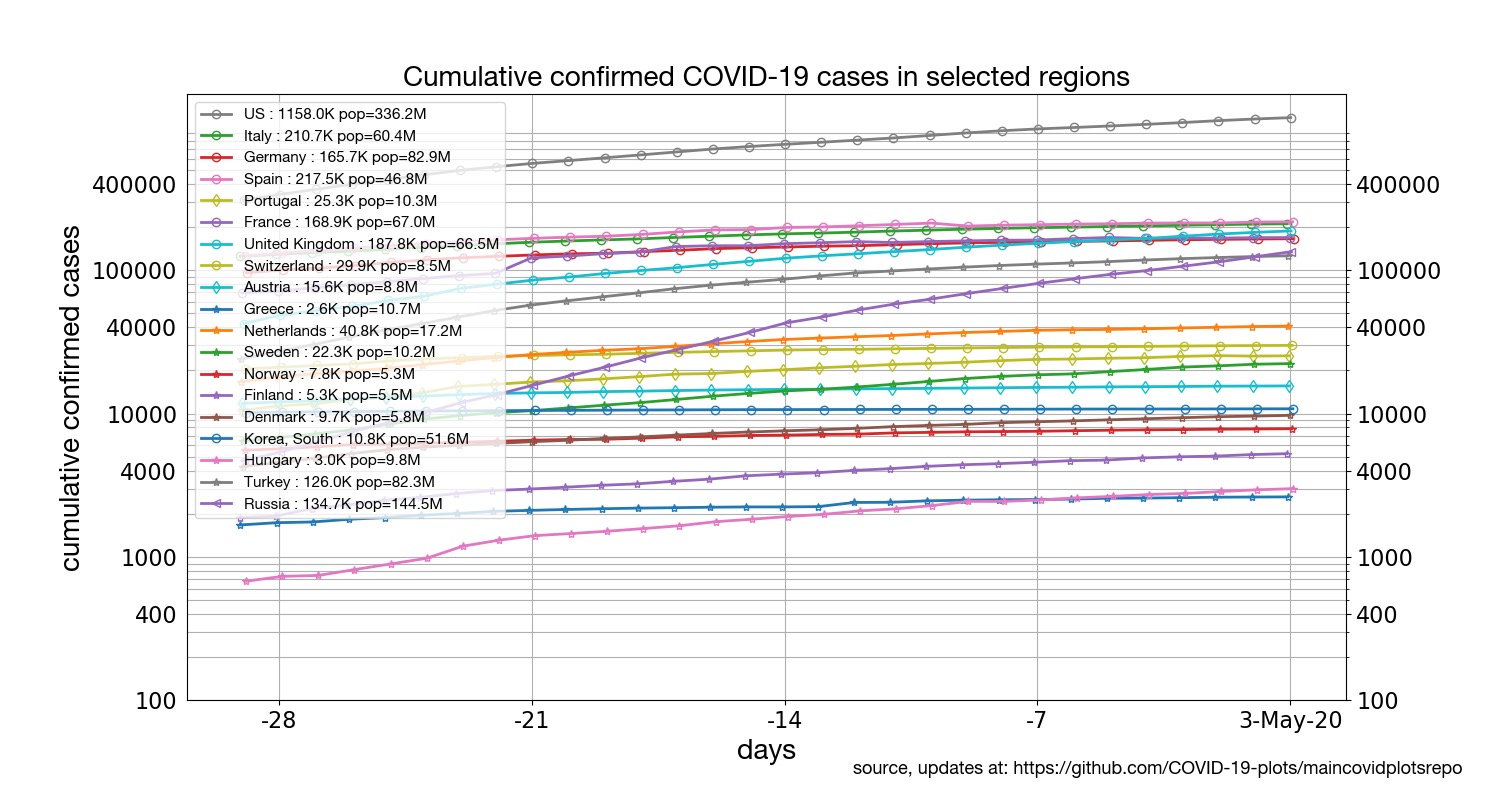 Cumulative confirmed COVID-19 cases in selected regions
US : 1158.0K pop=336.2M
Italy : 210.7K pop=60.4M
Germany : 165.7K pop=82.9M
Spain : 217.5K pop=46.8M
Portugal : 25.3K pop=10.3M
France : 168.9K pop=67.0M
United Kingdom : 187.8K pop=66.5M
Switzerland : 29.9K pop=8.5M
Austria : 15.6K pop=8.8M
Greece : 2.6K pop=10.7M
Netherlands : 40.8K pop=17.2M
Sweden : 22.3K pop=10.2M
Norway : 7.8K pop=5.3M
Finland : 5.3K pop=5.5M
Denmark : 9.7K pop=5.8M
Korea, South : 10.8K pop=51.6M
Hungary : 3.0K pop=9.8M
Turkey : 126.0K pop=82.3M
Russia : 134.7K pop=144.5M
cumulative confirmed cases
400000
100000
40000
10000
4000
1000
400
100
400000
100000
40000
10000
4000
1000
400
100
-28
-21
-14
-7
3-May-20
days
source, updates at: https://github.com/COVID-19-plots/maincovidplotsrepo